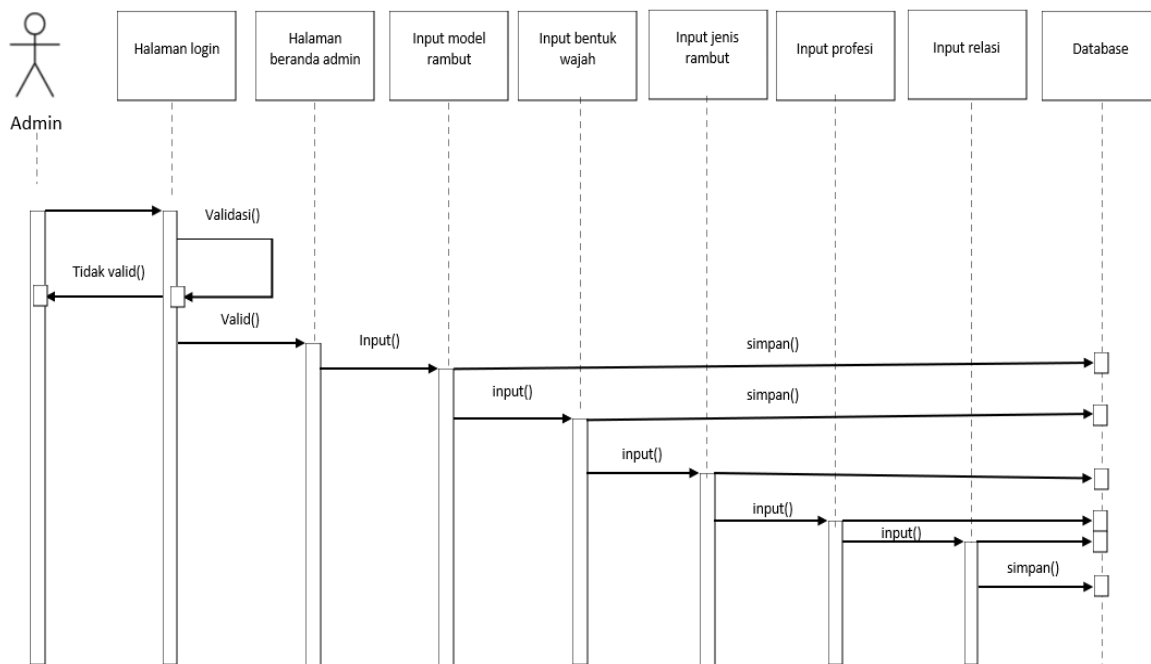 Halaman login
Halaman
beranda admin
Input model
rambut
Input bentuk
wajah
Input jenis
rambut
Input profesi
Input relasi
Database
Admin
Validasi()
Tidak valid()
Valid()
Input()
simpan()
input()
simpan()
input()
input()
input()
simpan()